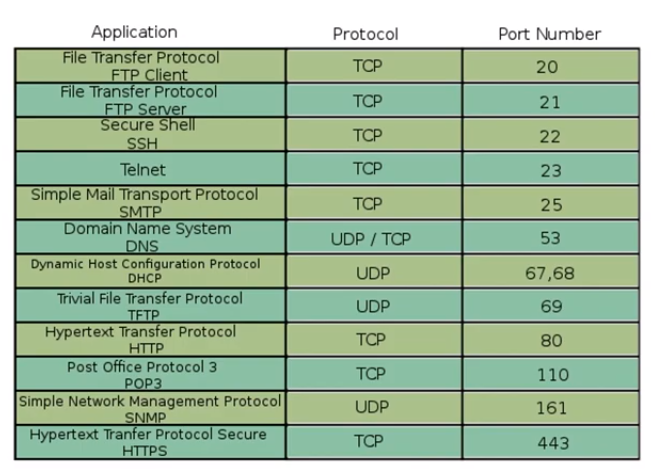 Application Protocol Port Number
File Transfer Protocol
FTP Client TCP 20
File Transfer Protocol
FTP Server TCP 21
Secure Shell
SSH TCP 22
Telnet TCP 23
Simple Mail Transport Protocol
SMTP TCP 25
Domain Name System
DNS UDP / TCP 53
Dynamic Host Configuration Protocol
DHCP UDP 67,68
Trivial File Transfer Protocol
TFTP UDP 69
Hypertext Transfer Protocol
HTTP TCP 80
Post Office Protocol 3
POP3 TCP 110
Simple Network Management Protocol
SNMP UDP 161
Hypertext Tranfer Protocol Secure
HTTPS TCP 443